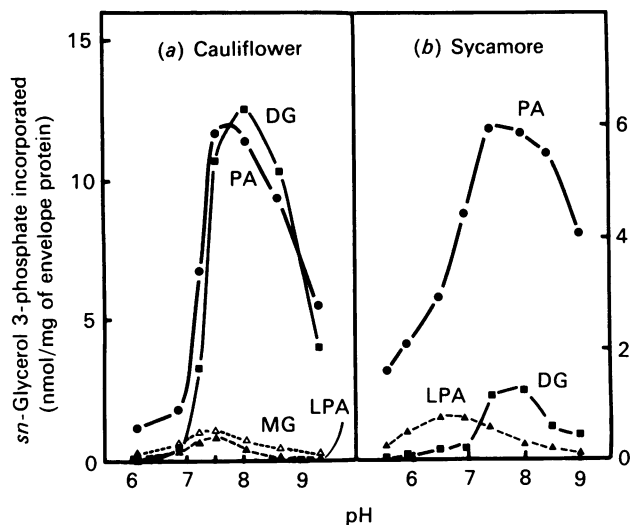 sn-Glycerol 3-phosphate incorporated
(nmol/mg of envelope protein)
15
10
5
0
(a) Cauliflower
DG
PA
MG
LPA
6 7 8 9
(b) Sycamore
PA
LPA
DG
6 7 8 9
6
4
2
0
pH